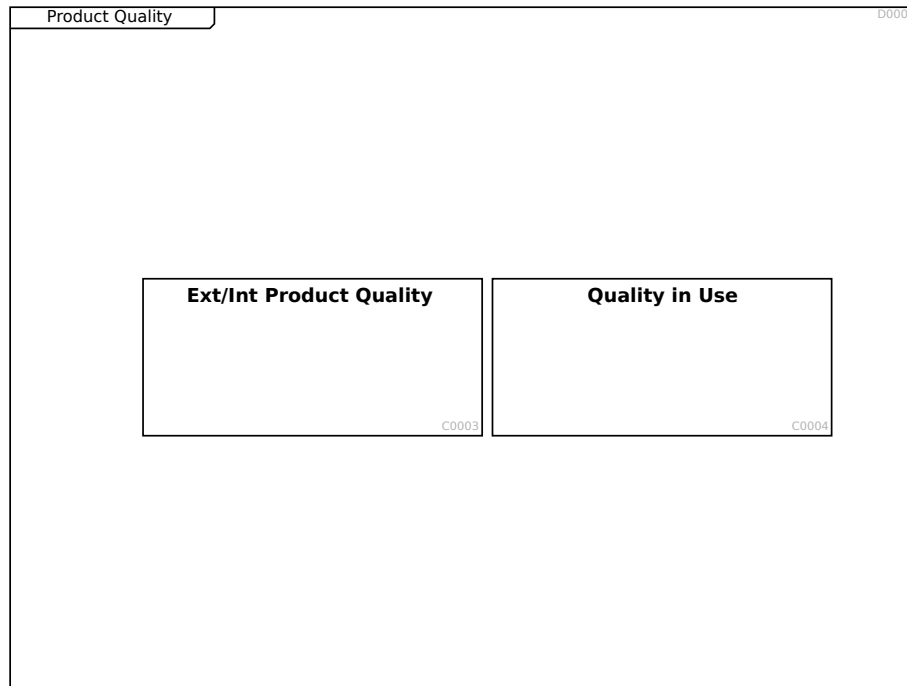 Product Quality
D000
Ext/Int Product Quality
Quality in Use
C0003
C0004